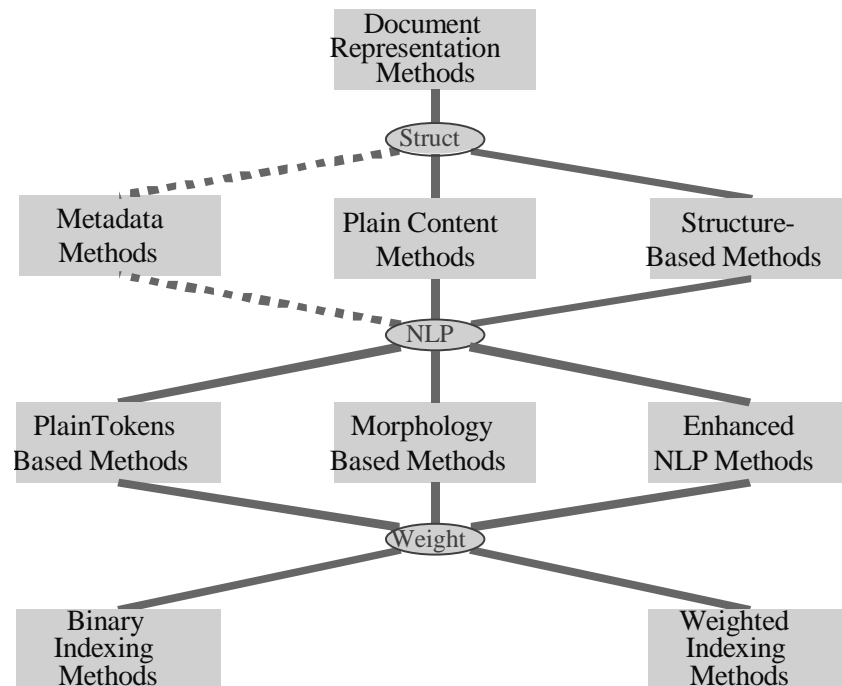 Document
Representation
Methods
Struct
Metadata
Methods
Plain Content
Methods
Structure-
Based Methods
NLP
PlainTokens
Based Methods
Morphology
Based Methods
Enhanced
NLP Methods
Weight
Binary
Indexing
Methods
Weighted
Indexing
Methods